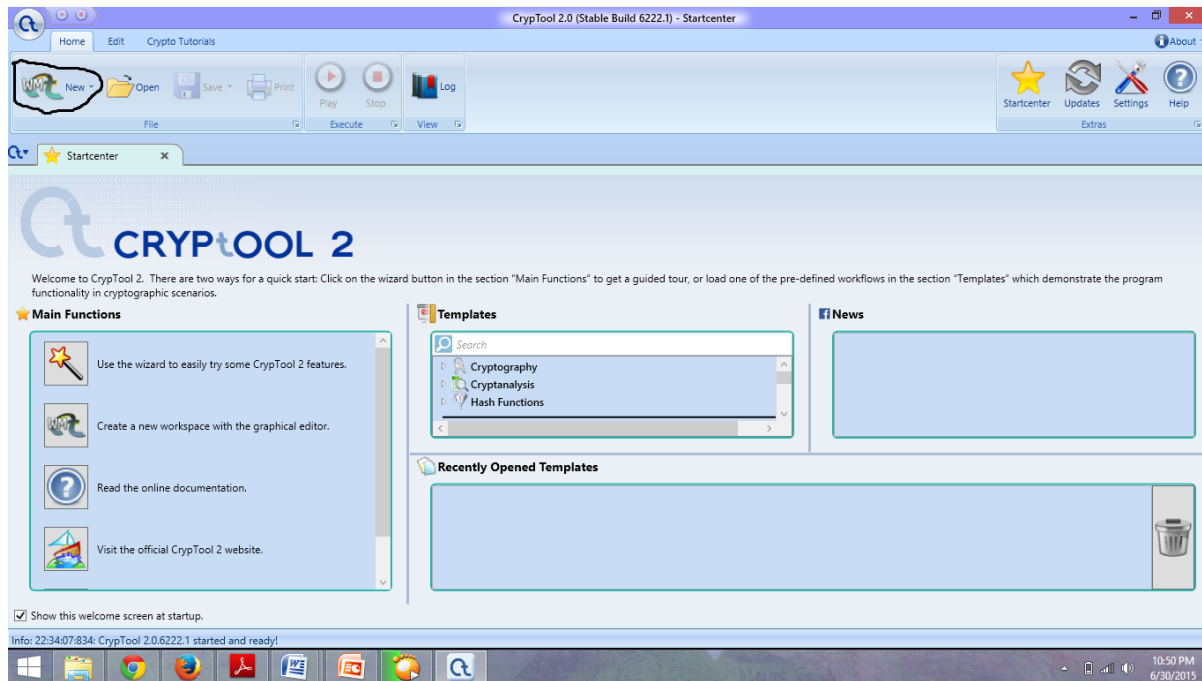 CrypTool 2.0 (Stable Build 6222.1) - Startcenter
Home Edit Crypto Tutorials About
New Open Save Print Play Stop Log Startcenter Updates Settings Help
File Execute View Extras
Startcenter
CRYPtOOL 2
Welcome to CrypTool 2. There are two ways for a quick start: Click on the wizard button in the section "Main Functions" to get a guided tour, or load one of the pre-defined workflows in the section "Templates" which demonstrate the program
functionality in cryptographic scenarios.
Main Functions
Use the wizard to easily try some CrypTool 2 features.
Create a new workspace with the graphical editor.
Read the online documentation.
Visit the official CrypTool 2 website.
Templates
Search
Cryptography
Cryptanalysis
Hash Functions
News
Recently Opened Templates
Show this welcome screen at startup.
Info: 22:34:07:834: CrypTool 2.0.6222.1 started and ready!
10:50 PM
6/30/2015